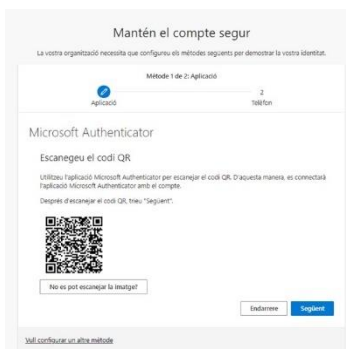 Mantén el compte segur
La vostra organització necessita que configureu els mètodes següents per demostrar la vostra identitat.
Mètode 1 de 2: Aplicació
2
Aplicació
Telèfon
Microsoft Authenticator
Escanegeu el codi QR
Utilitzeu l'aplicació Microsoft Authenticator per escanejar el codi QR. D'aquesta manera, es connectarà
l'aplicació Microsoft Authenticator amb el compte.
Després d'escanejar el codi QR, trieu "Següent".
No es pot escanejar la imatge?
Endarrere
Següent
Vull configurar un altre mètode